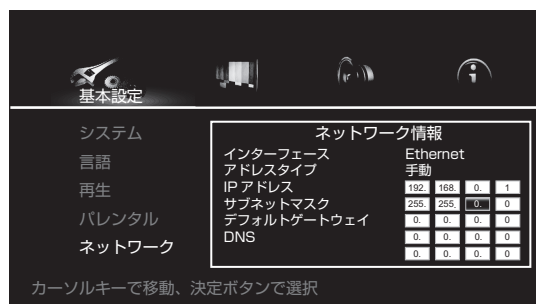 基本設定
システム
言語
再生
パレンタル
ネットワーク
ネットワーク情報
インターフェース Ethernet
アドレスタイプ 手動
IP アドレス 192. 168. 0. 1
サブネットマスク 255. 255. 0. 0
デフォルトゲートウェイ 0. 0. 0. 0
DNS 0. 0. 0. 0
0. 0. 0. 0
カーソルキーで移動、決定ボタンで選択